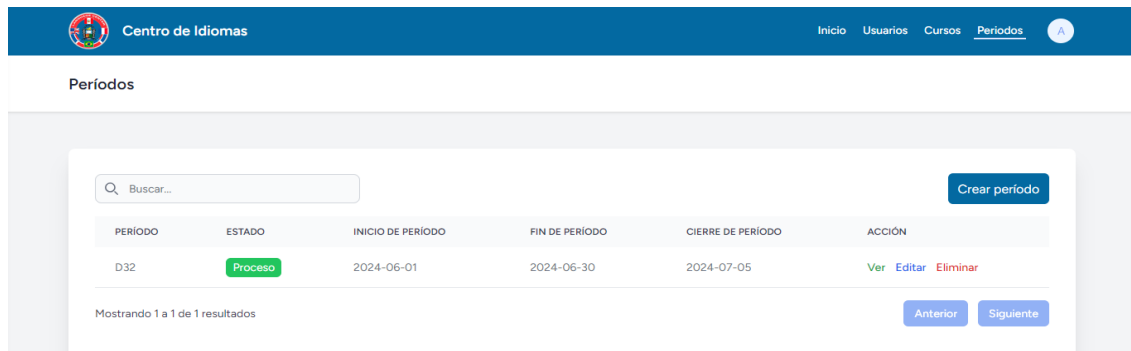 Centro de Idiomas Inicio Usuarios Cursos Periodos A
Períodos
Buscar...
Crear período
PERÍODO ESTADO INICIO DE PERÍODO FIN DE PERÍODO CIERRE DE PERÍODO ACCIÓN
D32 Proceso 2024-06-01 2024-06-30 2024-07-05 Ver Editar Eliminar
Mostrando 1 a 1 de 1 resultados Anterior Siguiente